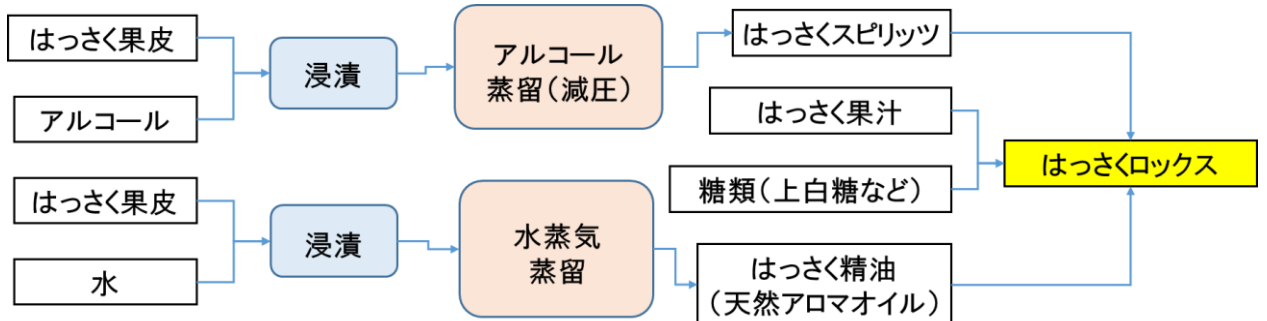 はっさく果皮
アルコール
浸漬
アルコール
蒸留（減圧）
はっさくスピリッツ
はっさく果汁
糖類（上白糖など）
はっさくロックス
はっさく果皮
水
浸漬
水蒸気
蒸留
はっさく精油
（天然アロマオイル）